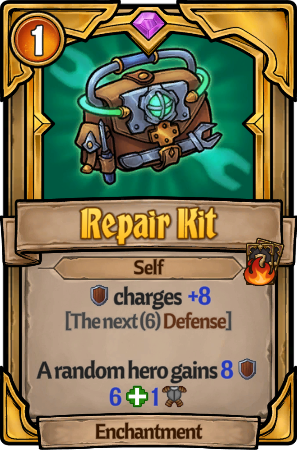 1
Repair Kit
Self
charges +8
[The next (6) Defense]
A random hero gains 8
6 1
Enchantment